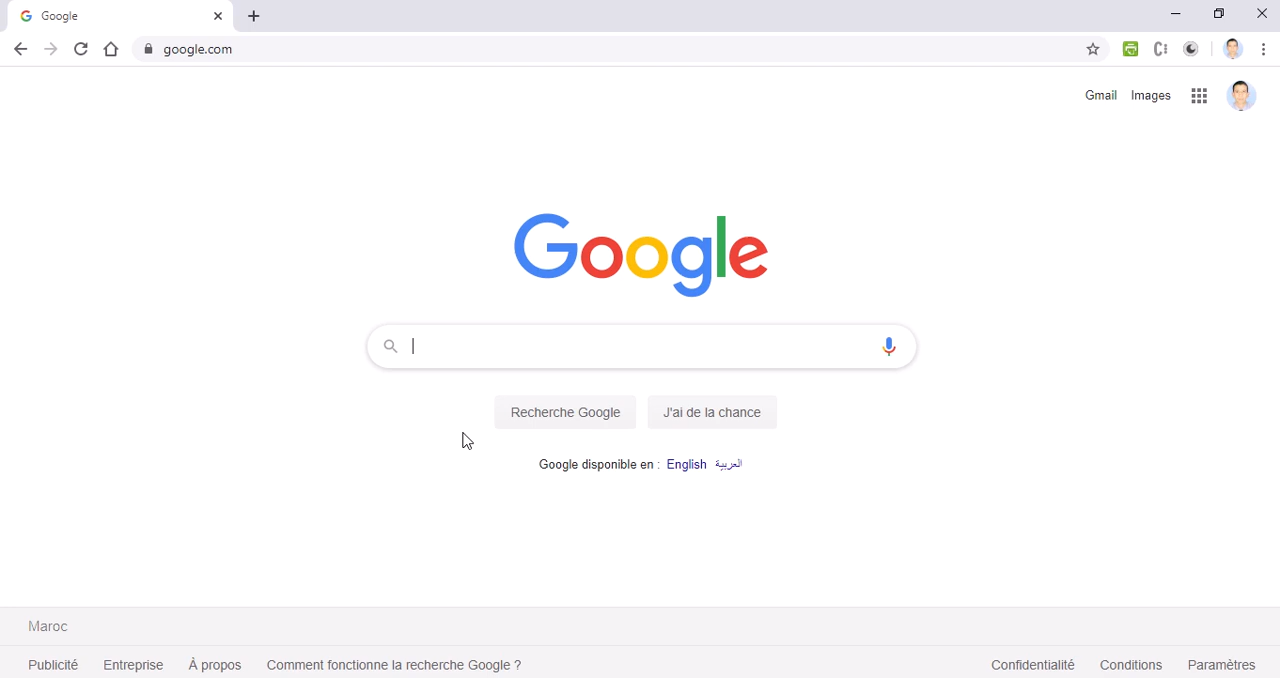 Google
google.com
Gmail Images
Google
Recherche Google J'ai de la chance
Google disponible en : English العربية
Maroc
Publicité Entreprise À propos Comment fonctionne la recherche Google ? Confidentialité Conditions Paramètres